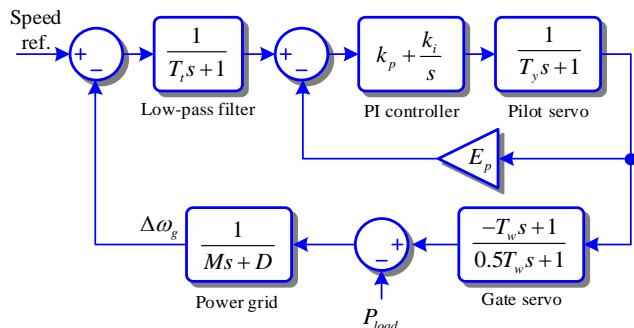 Speed
ref.
+
−
1
T_t s+1
Low-pass filter
+
−
k_p + k_i
s
PI controller
1
T_y s+1
Pilot servo
E_p
Δω_g
1
Ms + D
Power grid
+
−
P_load
−T_w s+1
0.5T_w s+1
Gate servo